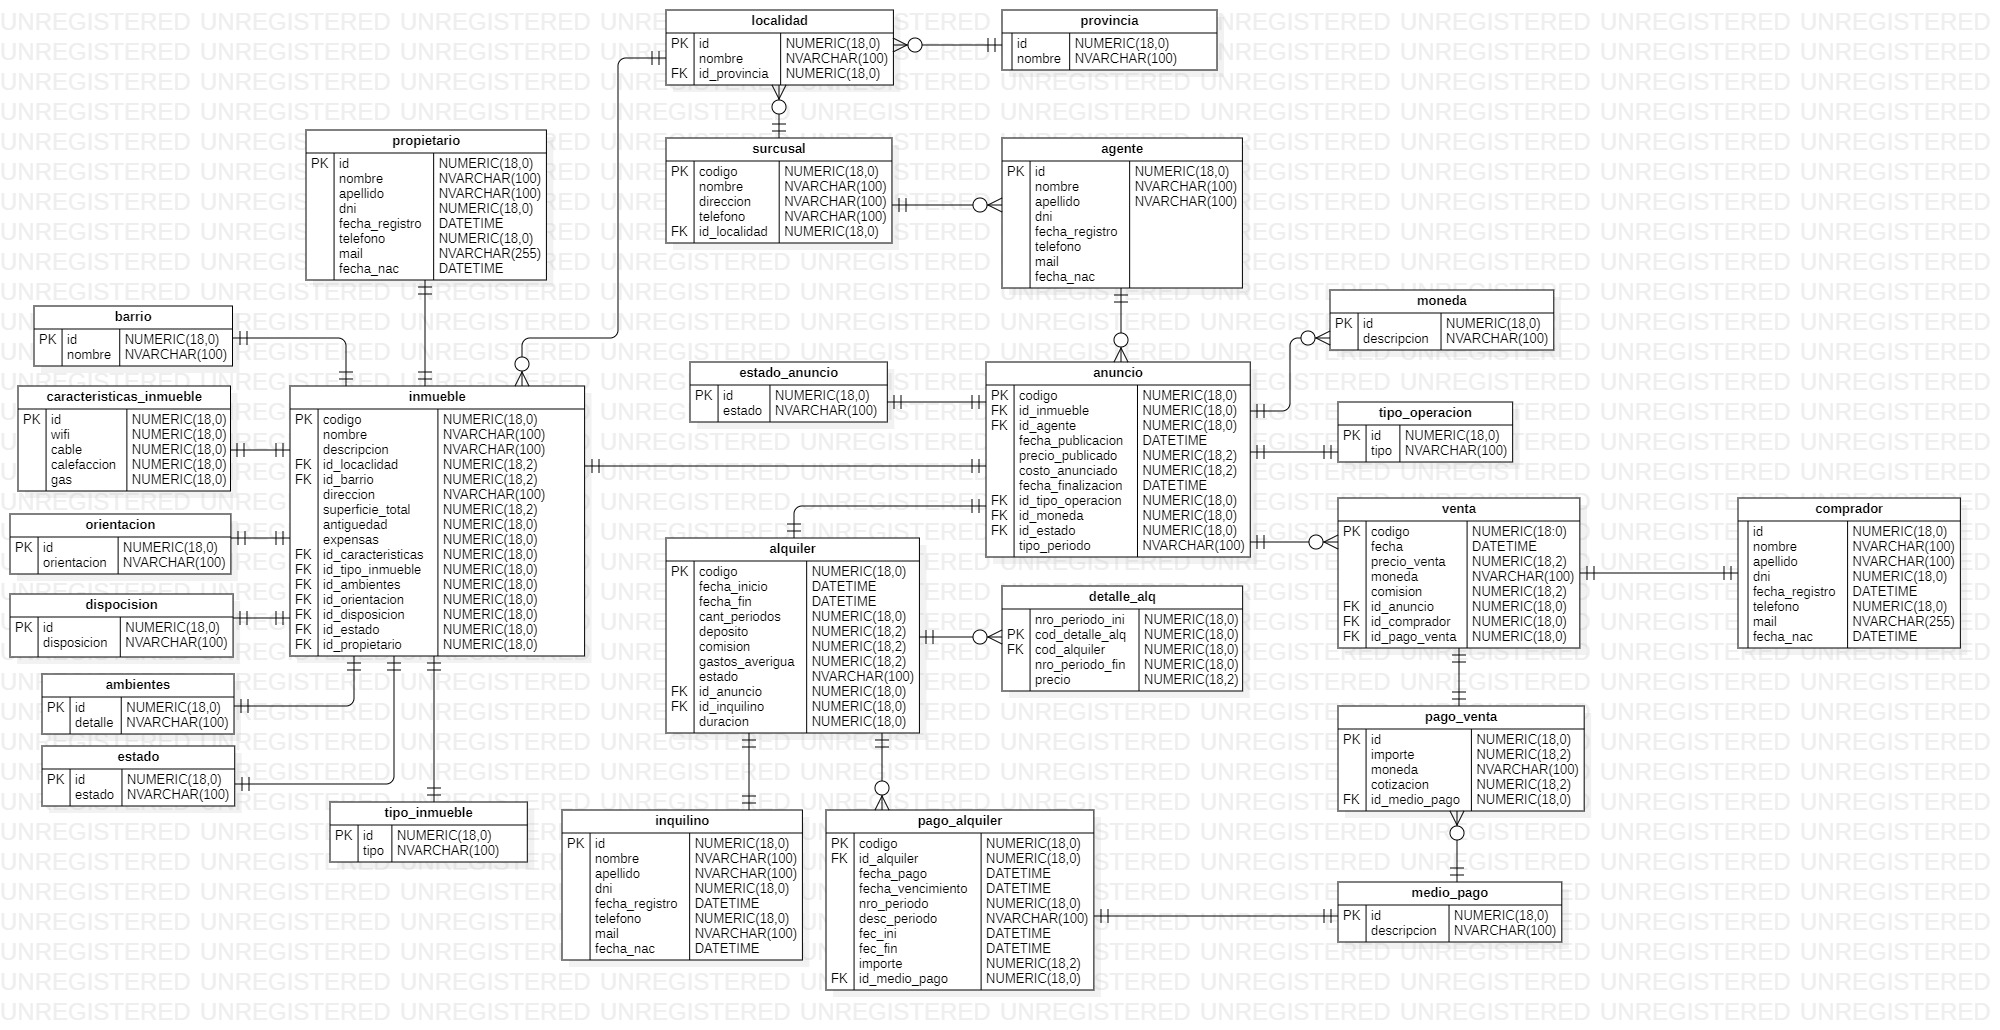 localidad
PK id NUMERIC(18,0)
nombre NVARCHAR(100)
FK id_provincia NUMERIC(18,0)
provincia
id NUMERIC(18,0)
nombre NVARCHAR(100)
propietario
PK id NUMERIC(18,0)
nombre NVARCHAR(100)
apellido NVARCHAR(100)
dni NUMERIC(18,0)
fecha_registro DATETIME
telefono NUMERIC(18,0)
mail NVARCHAR(255)
fecha_nac DATETIME
surcusal
PK codigo NUMERIC(18,0)
nombre NVARCHAR(100)
direccion NVARCHAR(100)
telefono NVARCHAR(100)
FK id_localidad NUMERIC(18,0)
agente
PK id NUMERIC(18,0)
nombre NVARCHAR(100)
apellido NVARCHAR(100)
dni
fecha_registro
telefono
mail
fecha_nac
moneda
PK id NUMERIC(18,0)
descripcion NVARCHAR(100)
barrio
PK id NUMERIC(18,0)
nombre NVARCHAR(100)
estado_anuncio
PK id NUMERIC(18,0)
estado NVARCHAR(100)
anuncio
PK codigo NUMERIC(18,0)
FK id_inmueble NUMERIC(18,0)
FK id_agente NUMERIC(18,0)
fecha_publicacion DATETIME
precio_publicado NUMERIC(18,2)
costo_anunciado NUMERIC(18,2)
fecha_finalizacion DATETIME
FK id_tipo_operacion NUMERIC(18,0)
FK id_moneda NUMERIC(18,0)
FK id_estado NUMERIC(18,0)
tipo_periodo NVARCHAR(100)
tipo_operacion
PK id NUMERIC(18,0)
tipo NVARCHAR(100)
caracteristicas_inmueble
PK id NUMERIC(18,0)
wifi NUMERIC(18,0)
cable NUMERIC(18,0)
calefaccion NUMERIC(18,0)
gas NUMERIC(18,0)
inmueble
PK codigo NUMERIC(18,0)
nombre NVARCHAR(100)
descripcion NVARCHAR(100)
FK id_locaclidad NUMERIC(18,2)
FK id_barrio NUMERIC(18,2)
direccion NVARCHAR(100)
superficie_total NUMERIC(18,2)
antiguedad NUMERIC(18,0)
expensas NUMERIC(18,0)
FK id_caracteristicas NUMERIC(18,0)
FK id_tipo_inmueble NUMERIC(18,0)
FK id_ambientes NUMERIC(18,0)
FK id_orientacion NUMERIC(18,0)
FK id_disposicion NUMERIC(18,0)
FK id_estado NUMERIC(18,0)
FK id_propietario NUMERIC(18,0)
orientacion
PK id NUMERIC(18,0)
orientacion NVARCHAR(100)
dispocision
PK id NUMERIC(18,0)
disposicion NVARCHAR(100)
ambientes
PK id NUMERIC(18,0)
detalle NVARCHAR(100)
estado
PK id NUMERIC(18,0)
estado NVARCHAR(100)
tipo_inmueble
PK id NUMERIC(18,0)
tipo NVARCHAR(100)
alquiler
PK codigo NUMERIC(18,0)
fecha_inicio DATETIME
fecha_fin DATETIME
cant_periodos NUMERIC(18,0)
deposito NUMERIC(18,2)
comision NUMERIC(18,2)
gastos_averigua NUMERIC(18,2)
estado NVARCHAR(100)
FK id_anuncio NUMERIC(18,0)
FK id_inquilino NUMERIC(18,0)
duracion NUMERIC(18,0)
detalle_alq
nro_periodo_ini NUMERIC(18,0)
PK cod_detalle_alq NUMERIC(18,0)
FK cod_alquiler NUMERIC(18,0)
nro_periodo_fin NUMERIC(18,0)
precio NUMERIC(18,2)
venta
PK codigo NUMERIC(18:0)
fecha DATETIME
precio_venta NUMERIC(18,2)
moneda NVARCHAR(100)
comision NUMERIC(18,2)
FK id_anuncio NUMERIC(18,0)
FK id_comprador NUMERIC(18,0)
FK id_pago_venta NUMERIC(18,0)
comprador
id NUMERIC(18,0)
nombre NVARCHAR(100)
apellido NVARCHAR(100)
dni NUMERIC(18,0)
fecha_registro DATETIME
telefono NUMERIC(18,0)
mail NVARCHAR(255)
fecha_nac DATETIME
pago_venta
PK id NUMERIC(18,0)
importe NUMERIC(18,2)
moneda NVARCHAR(100)
cotizacion NUMERIC(18,2)
FK id_medio_pago NUMERIC(18,0)
inquilino
PK id NUMERIC(18,0)
nombre NVARCHAR(100)
apellido NVARCHAR(100)
dni NUMERIC(18,0)
fecha_registro DATETIME
telefono NUMERIC(18,0)
mail NVARCHAR(100)
fecha_nac DATETIME
pago_alquiler
PK codigo NUMERIC(18,0)
FK id_alquiler NUMERIC(18,0)
fecha_pago DATETIME
fecha_vencimiento DATETIME
nro_periodo NUMERIC(18,0)
desc_periodo NVARCHAR(100)
fec_ini DATETIME
fec_fin DATETIME
importe NUMERIC(18,2)
FK id_medio_pago NUMERIC(18,0)
medio_pago
PK id NUMERIC(18,0)
descripcion NVARCHAR(100)
UNREGISTERED